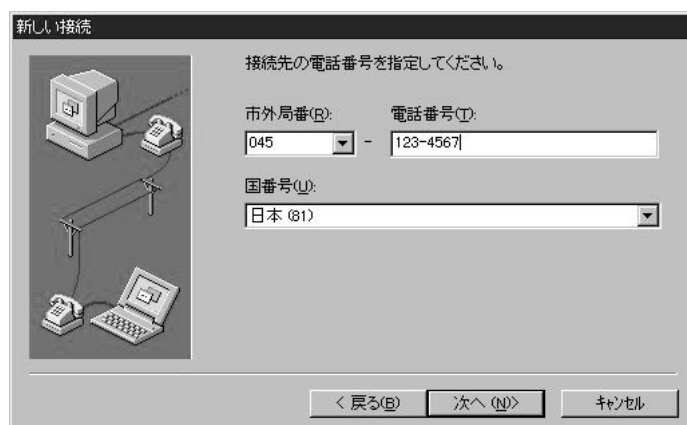 新しい接続
接続先の電話番号を指定してください。
市外局番(R): 電話番号(T):
045 - 123-4567
国番号(U):
日本 (81)
< 戻る(B) 次へ (N)> キャンセル